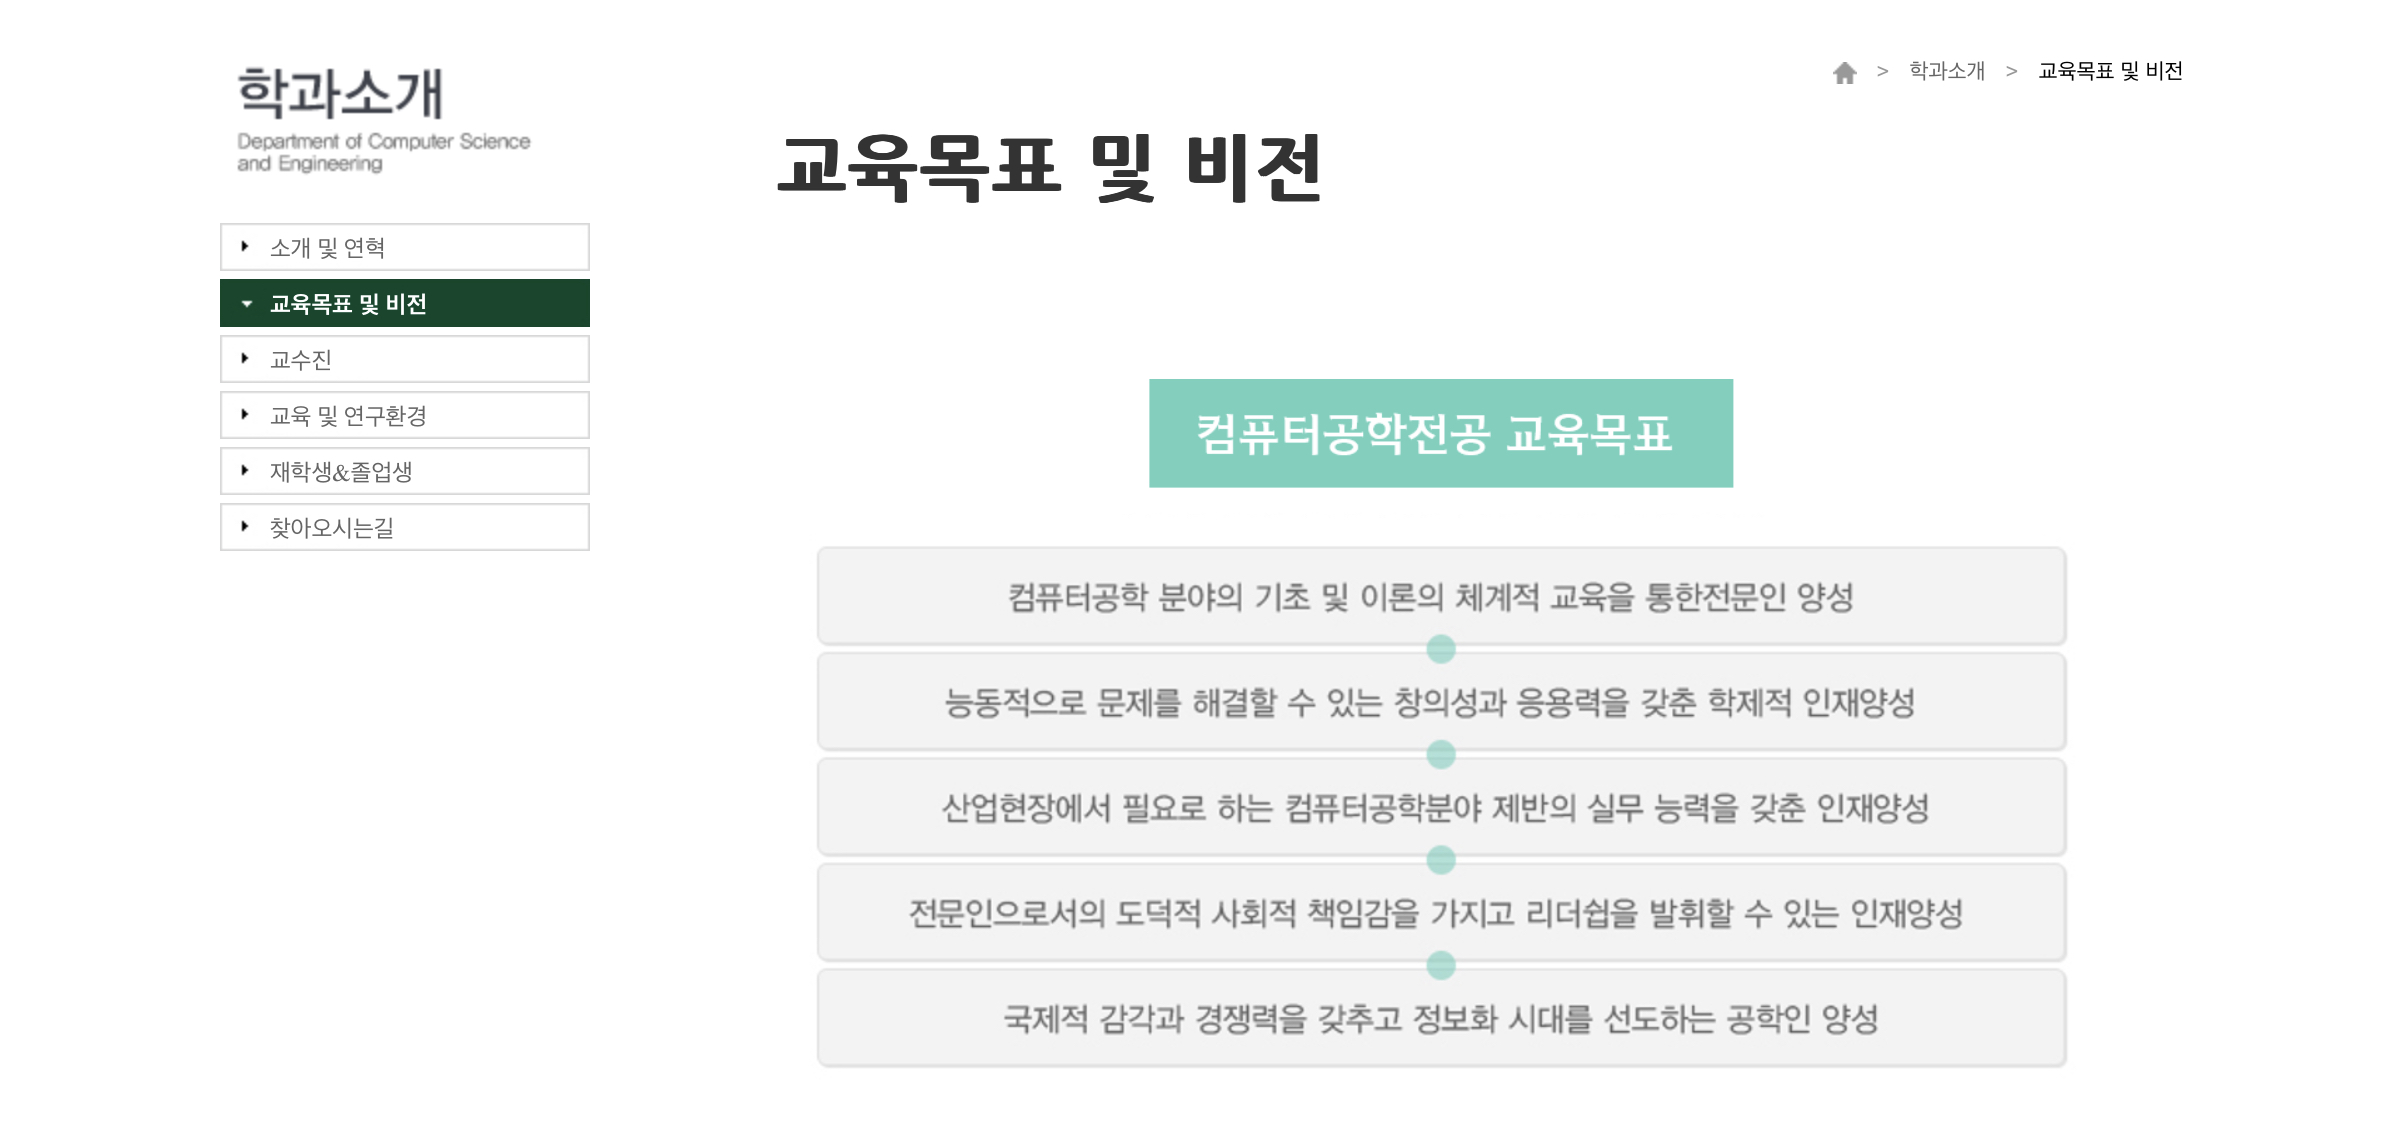 학과소개
Department of Computer Science
and Engineering
소개 및 연혁
교육목표 및 비전
교수진
교육 및 연구환경
재학생&졸업생
찾아오시는길
> 학과소개 > 교육목표 및 비전
교육목표 및 비전
컴퓨터공학전공 교육목표
컴퓨터공학 분야의 기초 및 이론의 체계적 교육을 통한전문인 양성
능동적으로 문제를 해결할 수 있는 창의성과 응용력을 갖춘 학제적 인재양성
산업현장에서 필요로 하는 컴퓨터공학분야 제반의 실무 능력을 갖춘 인재양성
전문인으로서의 도덕적 사회적 책임감을 가지고 리더쉽을 발휘할 수 있는 인재양성
국제적 감각과 경쟁력을 갖추고 정보화 시대를 선도하는 공학인 양성